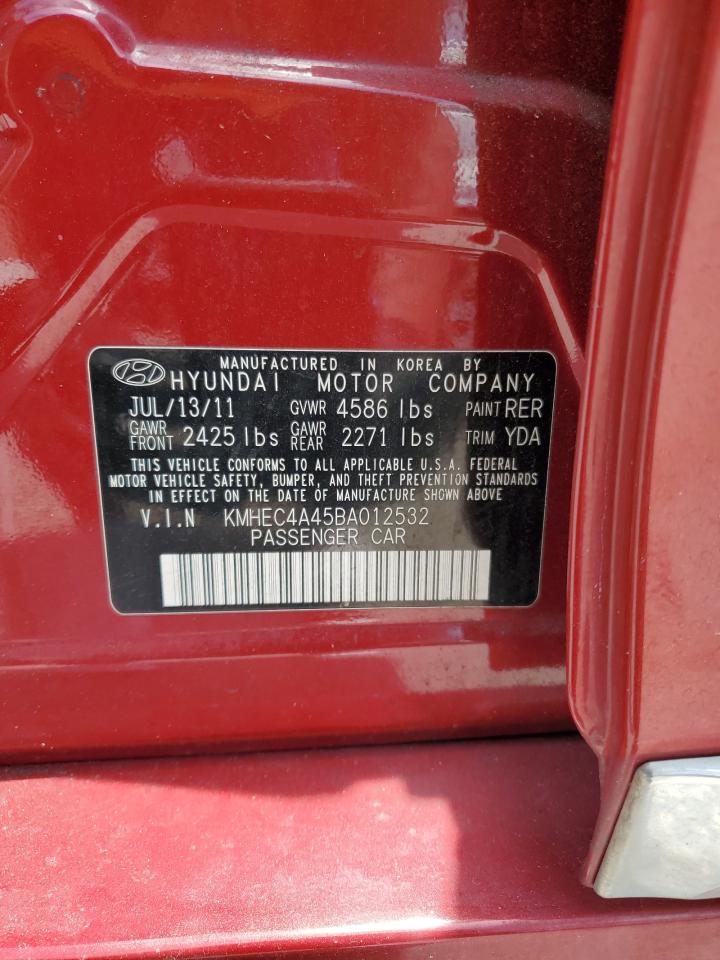 MANUFACTURED IN KOREA BY
HYUNDAI MOTOR COMPANY
JUL/13/11 GVWR 4586 lbs PAINT RER
GAWR FRONT 2425 lbs GAWR REAR 2271 lbs TRIM YDA
THIS VEHICLE CONFORMS TO ALL APPLICABLE U.S.A. FEDERAL
MOTOR VEHICLE SAFETY, BUMPER, AND THEFT PREVENTION STANDARDS
IN EFFECT ON THE DATE OF MANUFACTURE SHOWN ABOVE
V.I.N KMHEC4A45BA012532
PASSENGER CAR